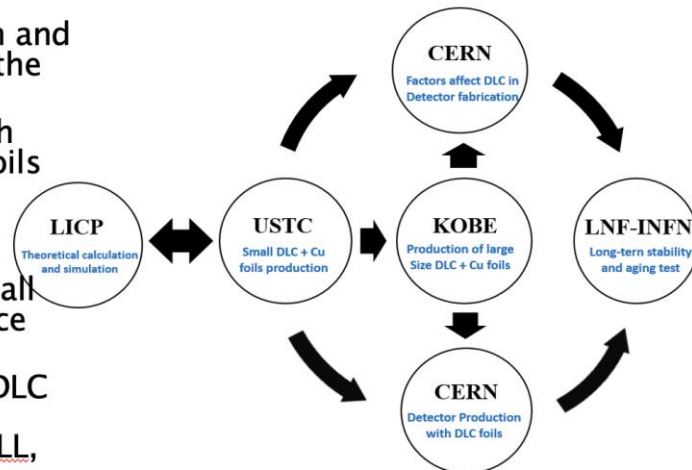 n and
the
h
oils
all
ce
DLC
LL,
CERN
Factors affect DLC in
Detector fabrication
LICP
Theoretical calculation
and simulation
USTC
Small DLC + Cu
foils production
KOBE
Production of large
Size DLC + Cu foils
LNF-INFN
Long-tern stability
and aging test
CERN
Detector Production
with DLC foils